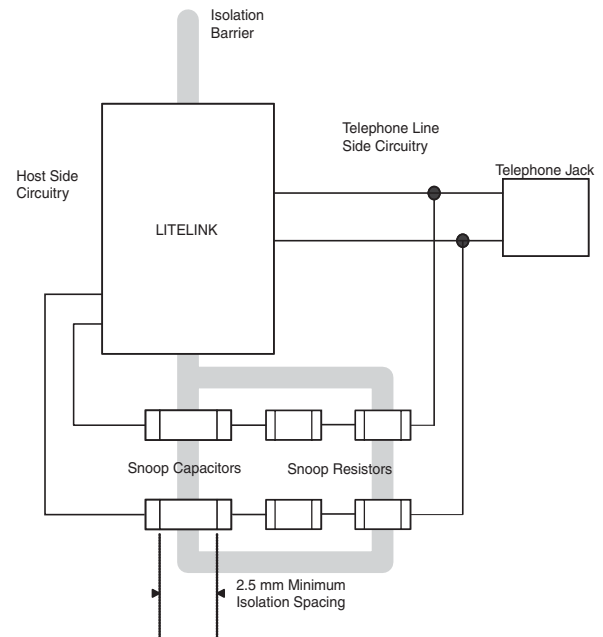 Isolation
Barrier
Telephone Line
Side Circuitry
Host Side
Circuitry
Telephone Jack
LITELINK
Snoop Capacitors
Snoop Resistors
2.5 mm Minimum
Isolation Spacing